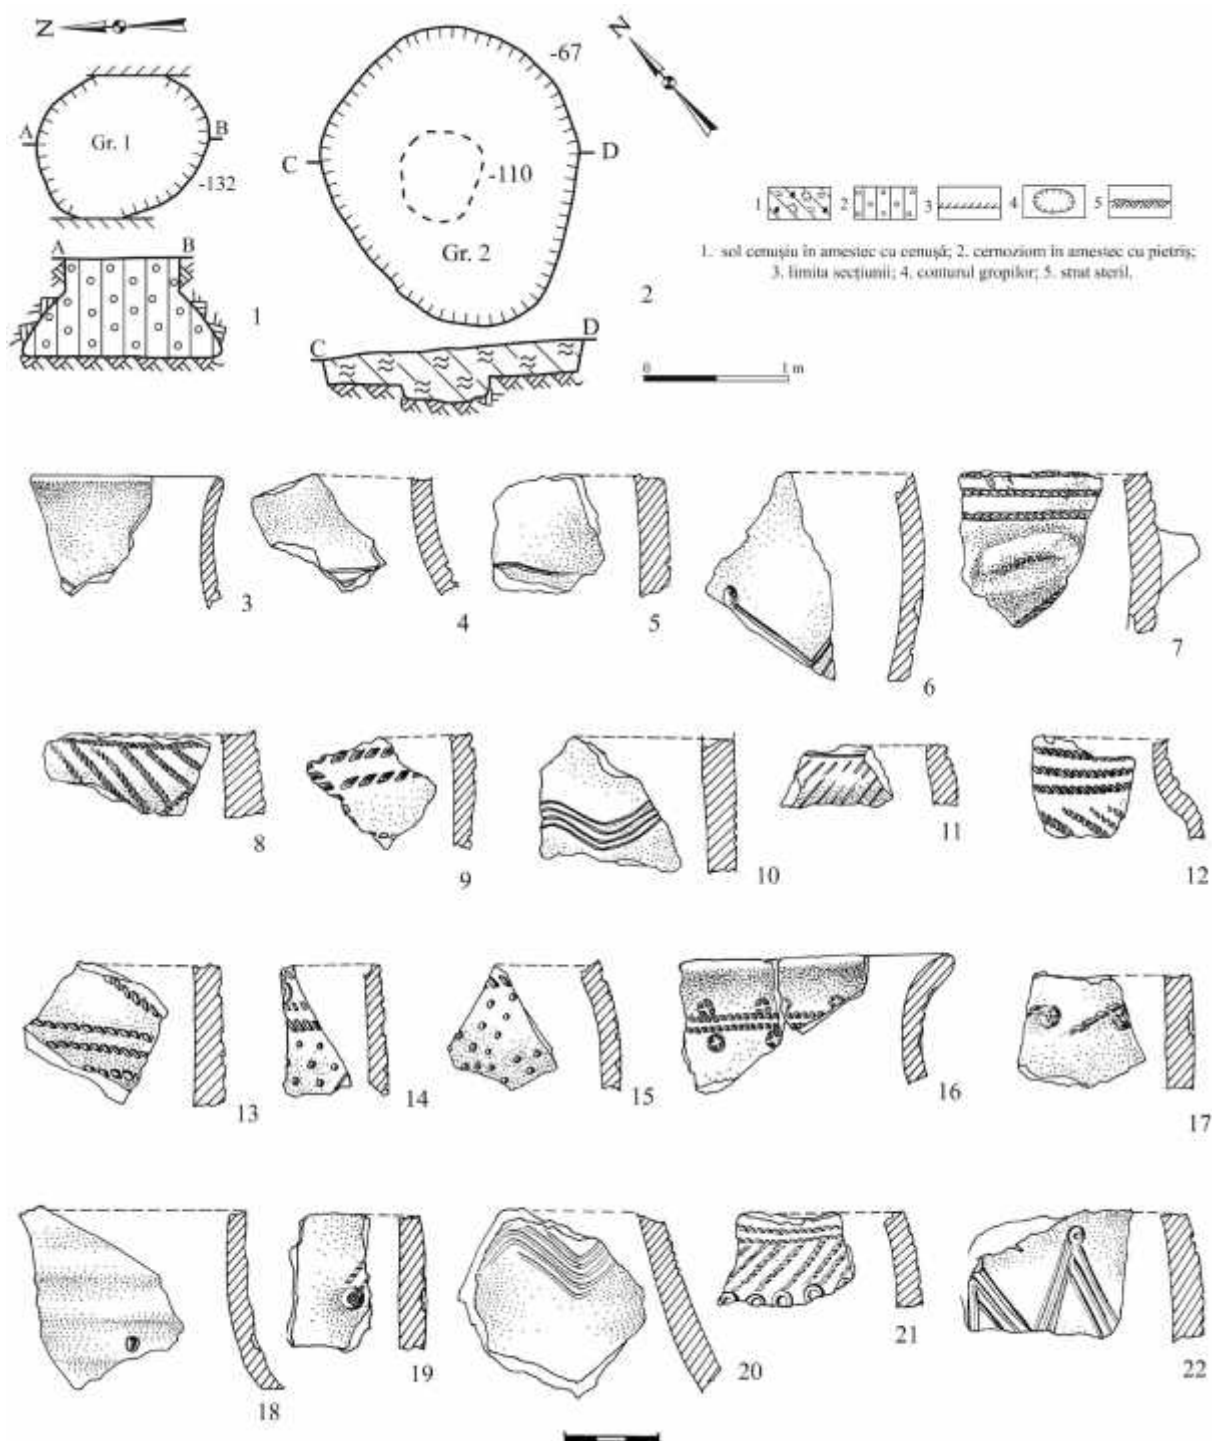 N
N
-67
A
Gr. 1
B
-132
C
D
-110
Gr. 2
A
B
1
2
C
D
1
2
3
4
5
1. sol cenușiu în amestec cu cenușă; 2. cernoziom în amestec cu pietriș;
3. limita secțiunii; 4. conturul gropilor; 5. strat steril.
0 1 m
3
4
5
6
7
8
9
10
11
12
13
14
15
16
17
18
19
20
21
22